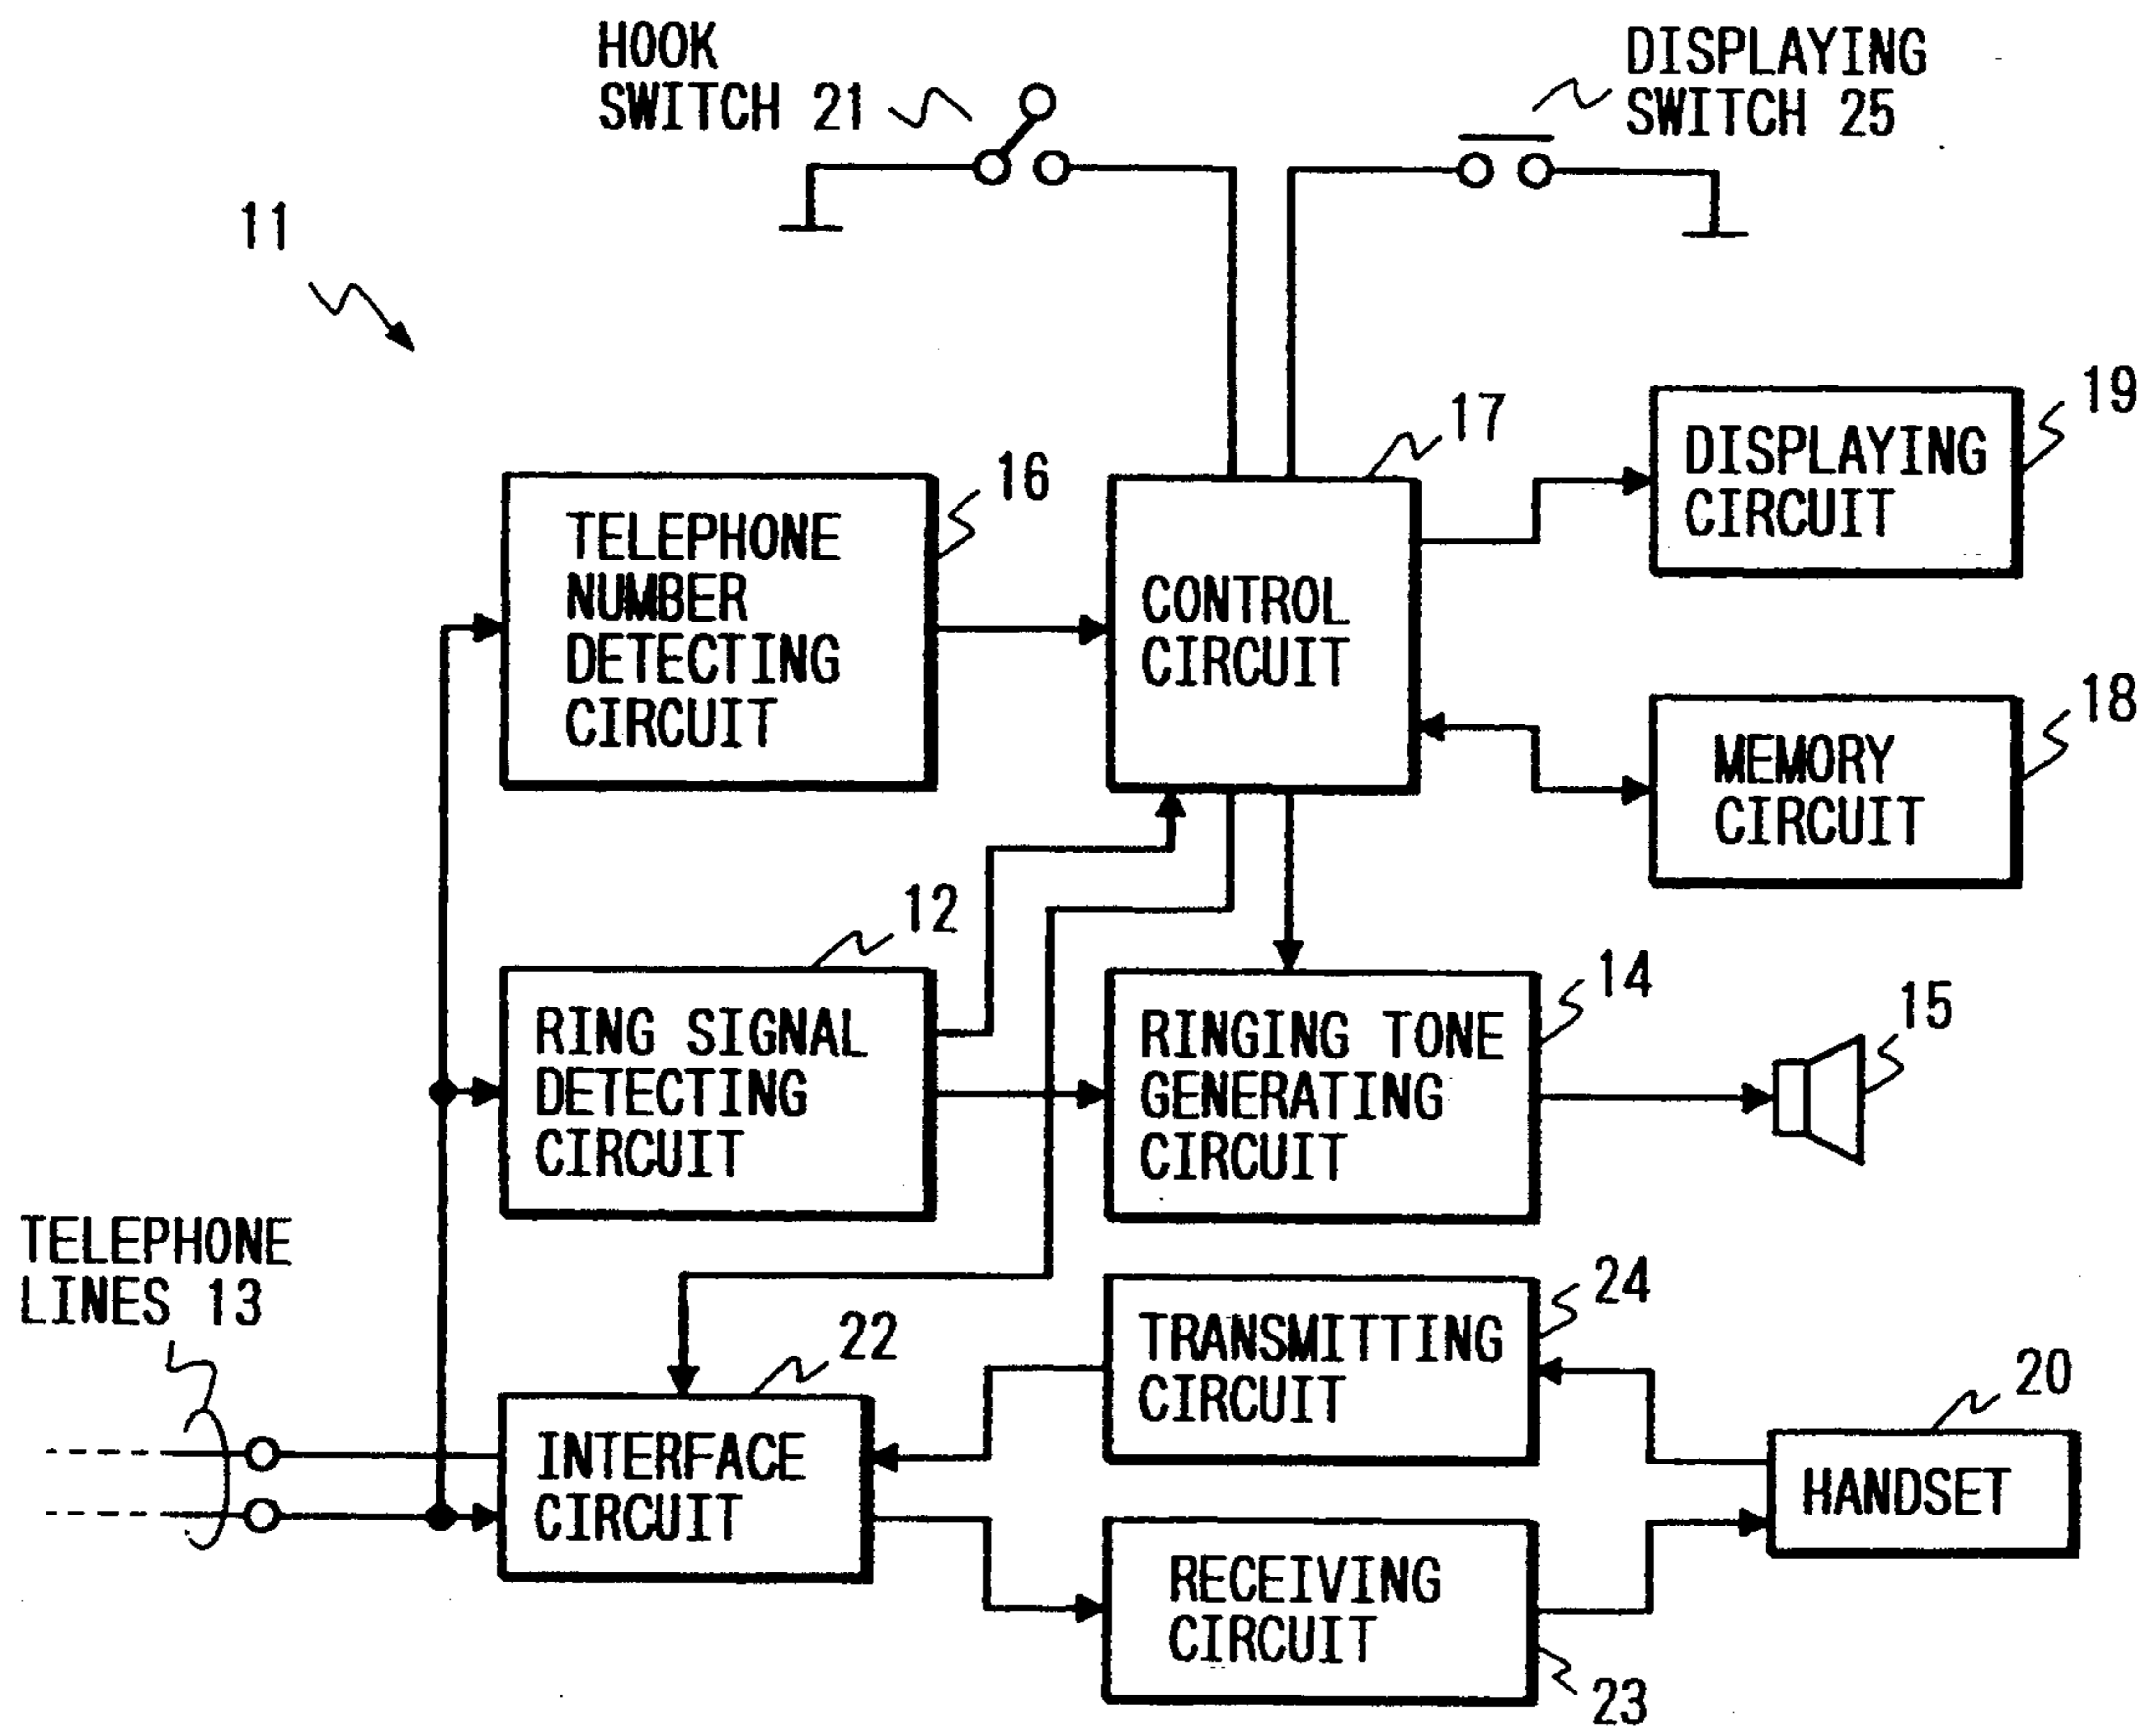 HOOK
SWITCH 21
DISPLAYING
SWITCH 25
11
17
19
DISPLAYING
CIRCUIT
16
TELEPHONE
NUMBER
DETECTING
CIRCUIT
CONTROL
CIRCUIT
18
MEMORY
CIRCUIT
12
RING SIGNAL
DETECTING
CIRCUIT
14
RINGING TONE
GENERATING
CIRCUIT
15
TELEPHONE
LINES 13
24
TRANSMITTING
CIRCUIT
22
INTERFACE
CIRCUIT
20
HANDSET
RECEIVING
CIRCUIT
23